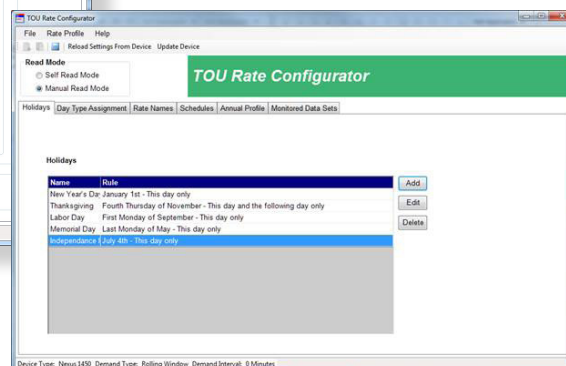 TOU Rate Configurator
File Rate Profile Help
Reload Settings From Device Update Device
Read Mode
Self Read Mode
Manual Read Mode
TOU Rate Configurator
Holidays Day Type Assignment Rate Names Schedules Annual Profile Monitored Data Sets
Holidays
Name Rule
New Year's Da January 1st - This day only
Thanksgiving Fourth Thursday of November - This day and the following day only
Labor Day First Monday of September - This day only
Memorial Day Last Monday of May - This day only
Independance July 4th - This day only
Add
Edit
Delete
Device Type: Nexus1450 Demand Type: Rolling Window Demand Interval: 0 Minutes